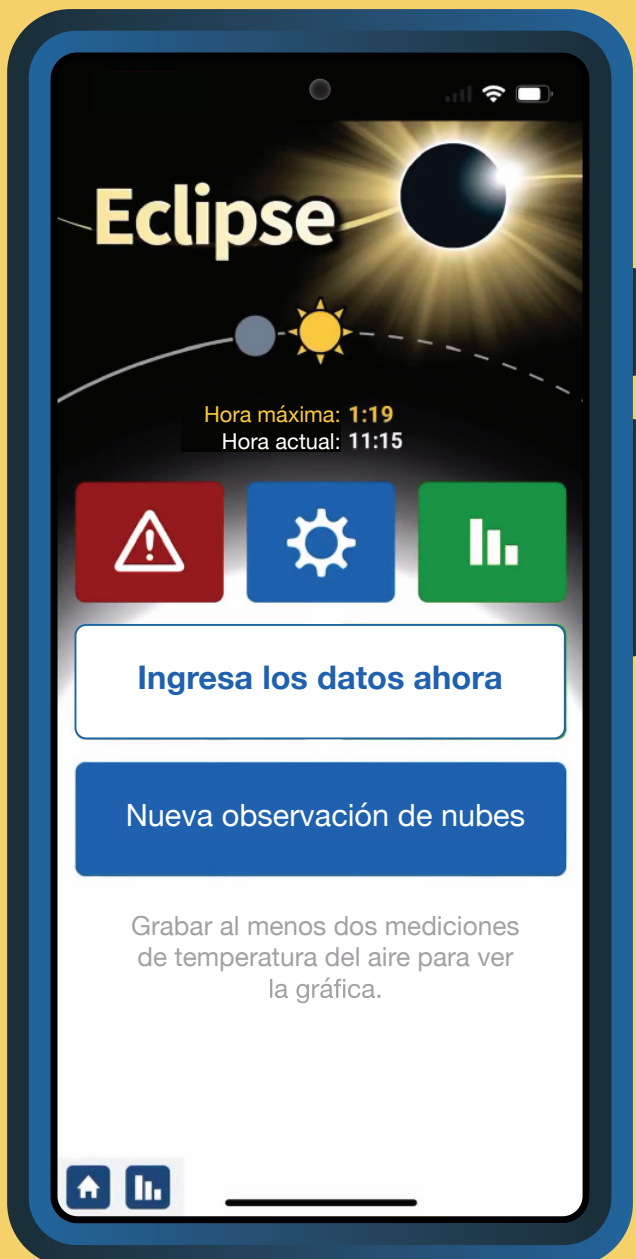 Eclipse
Hora máxima: 1:19
Hora actual: 11:15
Ingresa los datos ahora
Nueva observación de nubes
Grabar al menos dos mediciones
de temperatura del aire para ver
la gráfica.